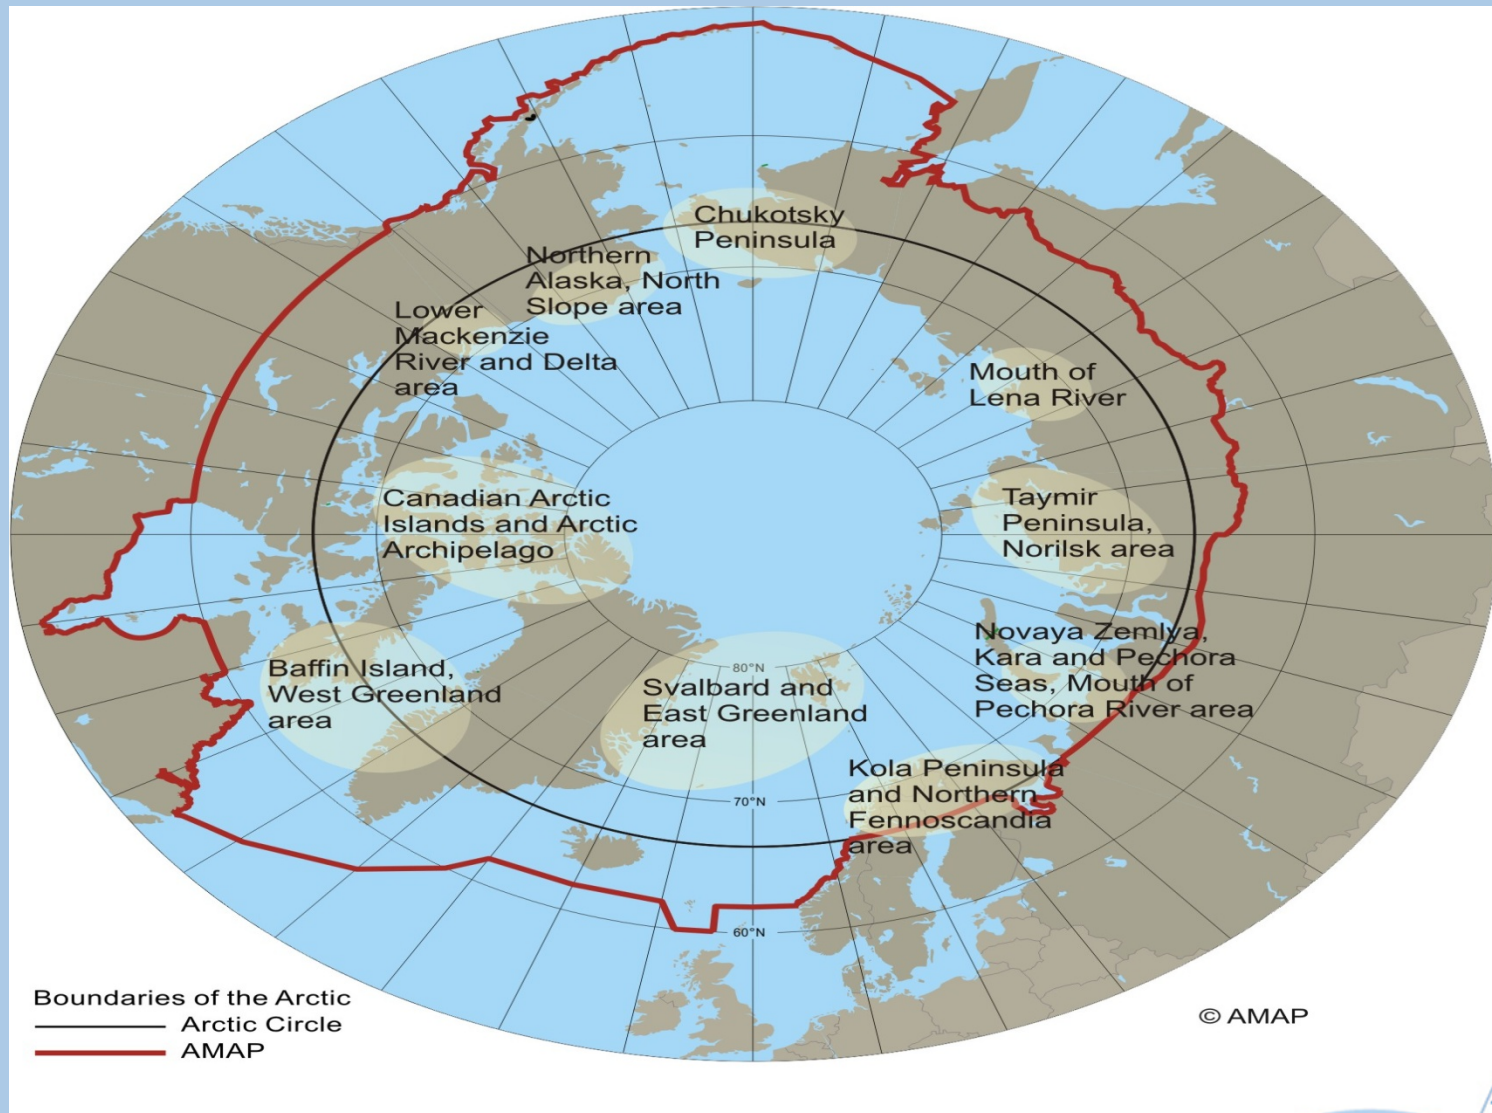 Chukotsky
Peninsula
Northern
Alaska, North
Slope area
Lower
Mackenzie
River and Delta
area
Mouth of
Lena River
Canadian Arctic
Islands and Arctic
Archipelago
Taymir
Peninsula,
Norilsk area
Novaya Zemlya,
Kara and Pechora
Seas, Mouth of
Pechora River area
Baffin Island,
West Greenland
area
80°N
Svalbard and
East Greenland
area
Kola Peninsula
and Northern
Fennoscandia
area
70°N
60°N
Boundaries of the Arctic
Arctic Circle
AMAP
© AMAP